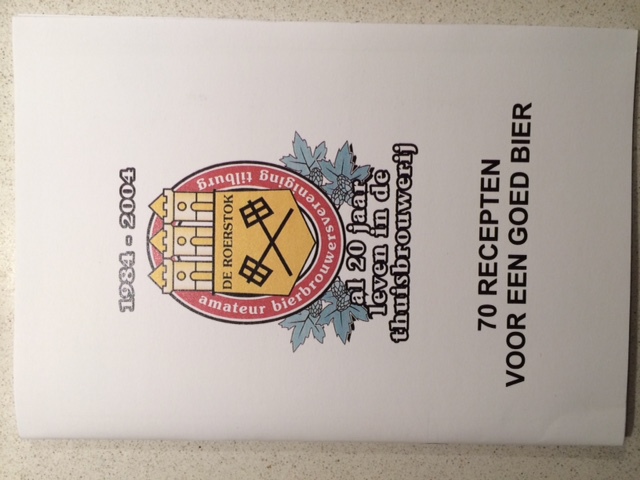 1984 - 2004
amateur bierbrouwersvereniging tilburg
DE ROERSTOK
al 20 jaar
leven in de
thuisbrouwerij
70 RECEPTEN
VOOR EEN GOED BIER